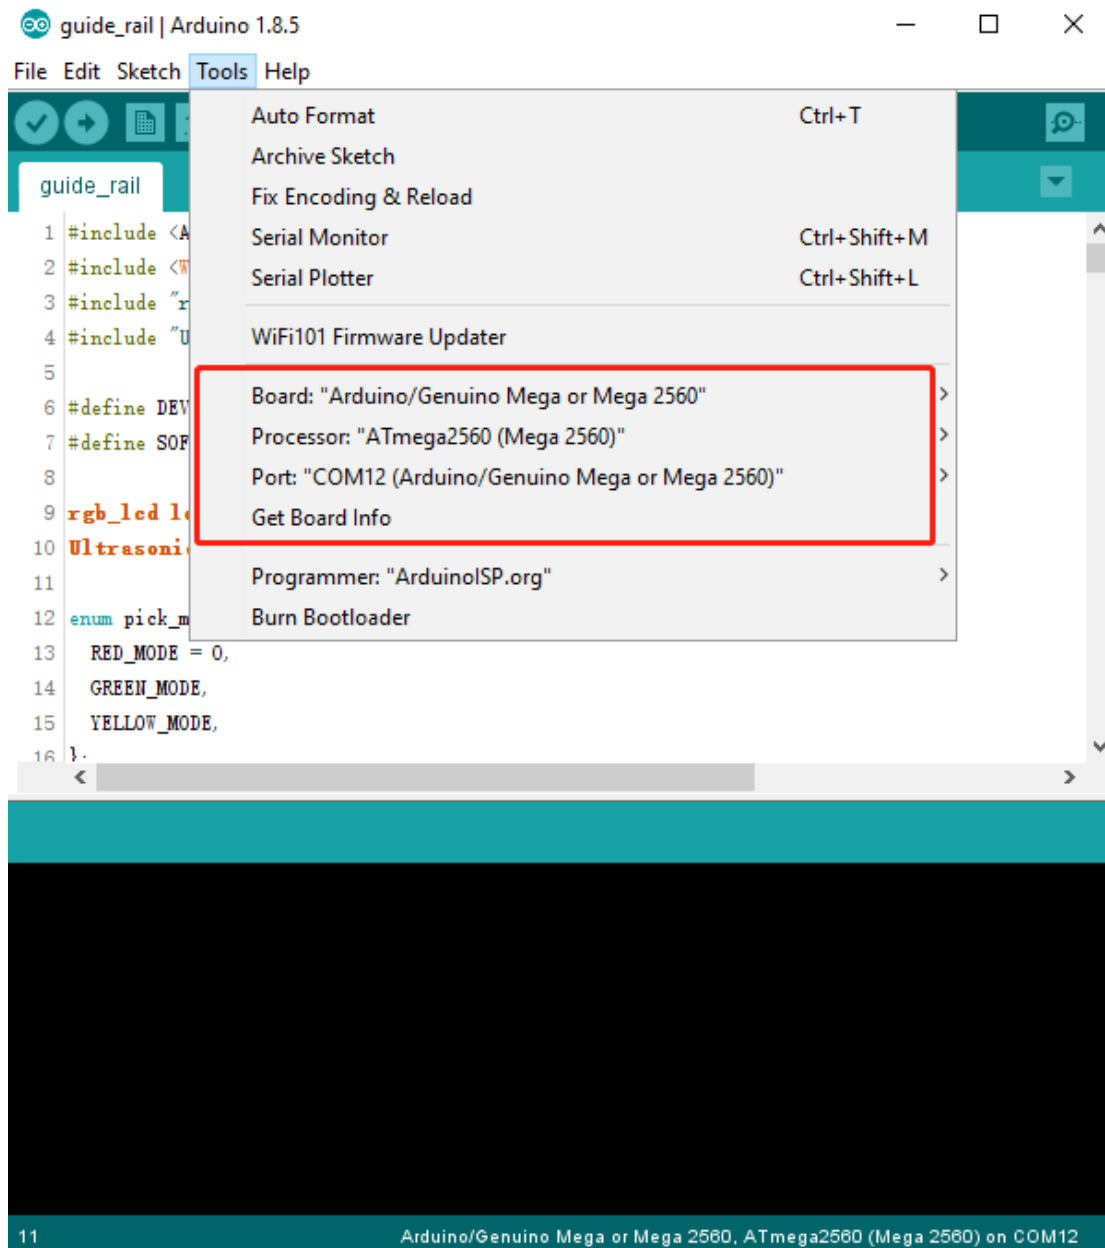 guide_rail | Arduino 1.8.5
File Edit Sketch Tools Help
Auto Format Ctrl+T
Archive Sketch
guide_rail
Fix Encoding & Reload
Serial Monitor Ctrl+Shift+M
Serial Plotter Ctrl+Shift+L
WiFi101 Firmware Updater
Board: "Arduino/Genuino Mega or Mega 2560"
Processor: "ATmega2560 (Mega 2560)"
Port: "COM12 (Arduino/Genuino Mega or Mega 2560)"
Get Board Info
Programmer: "ArduinoISP.org"
Burn Bootloader
1 #include <A
2 #include <W
3 #include "r
4 #include "U
5
6 #define DEV
7 #define SOF
8
9 rgb_lcd l
10 Ultrasoni
11
12 enum pick_m
13 RED_MODE = 0,
14 GREEN_MODE,
15 YELLOW_MODE,
16 };
11 Arduino/Genuino Mega or Mega 2560, ATmega2560 (Mega 2560) on COM12